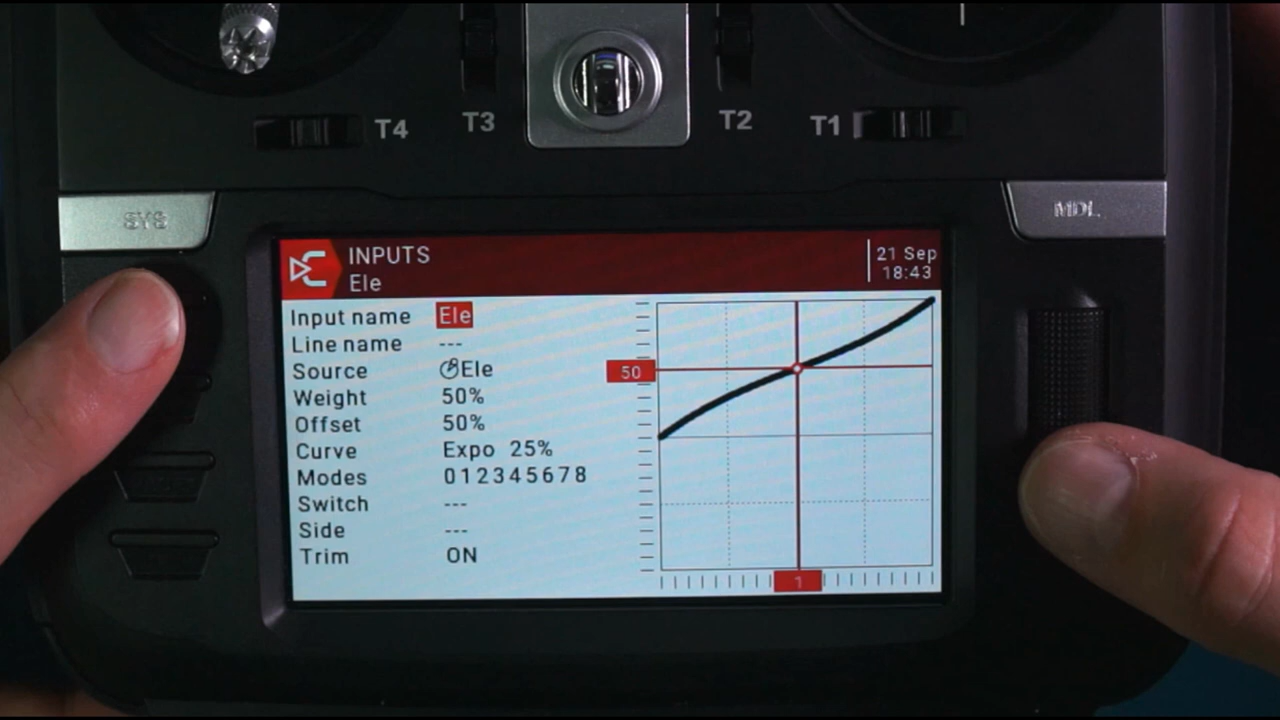 T4
T3
T2
T1
SYS
MDL
INPUTS
Ele
21 Sep
18:43
Input name Ele
Line name ---
Source Ele
Weight 50%
Offset 50%
Curve Expo 25%
Modes 012345678
Switch ---
Side ---
Trim ON
50
1